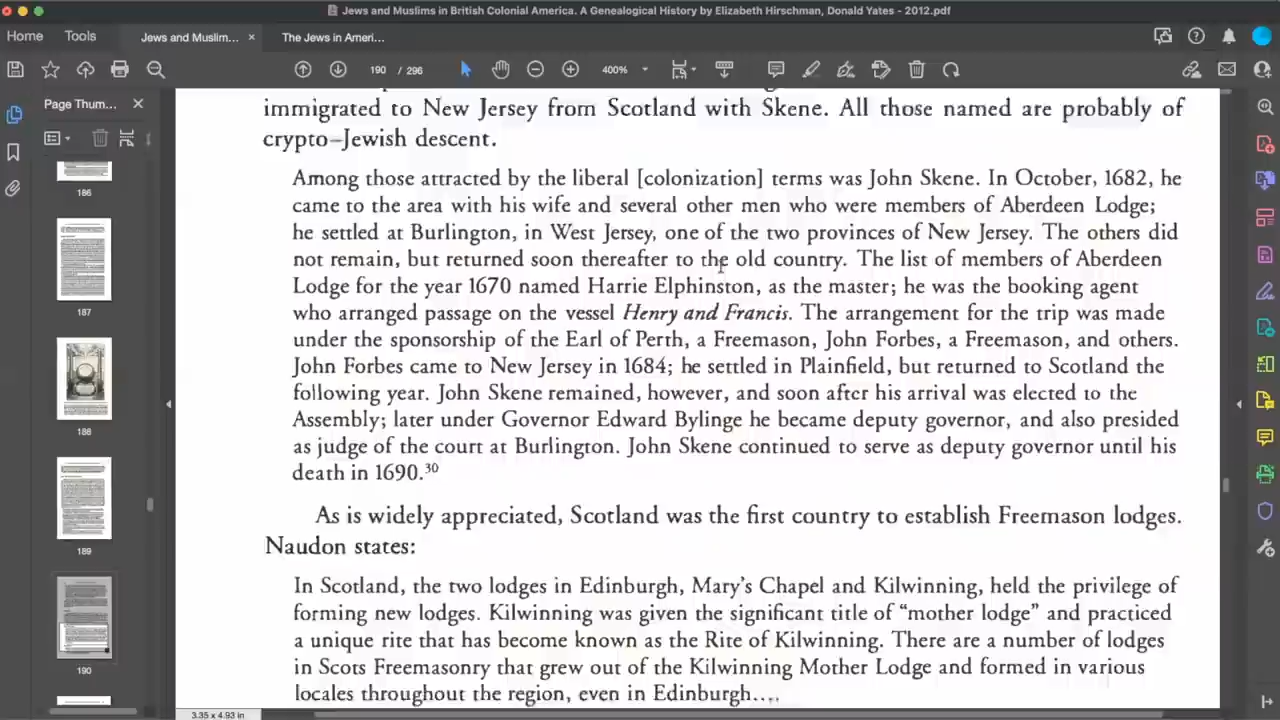 Jews and Muslims in British Colonial America. A Genealogical History by Elizabeth Hirschman, Donald Yates - 2012.pdf
Home
Tools
Jews and Muslim...
×
The Jews in Ameri...
190 / 296
400%
Page Thum...
immigrated to New Jersey from Scotland with Skene. All those named are probably of
crypto–Jewish descent.
Among those attracted by the liberal [colonization] terms was John Skene. In October, 1682, he
came to the area with his wife and several other men who were members of Aberdeen Lodge;
he settled at Burlington, in West Jersey, one of the two provinces of New Jersey. The others did
not remain, but returned soon thereafter to the old country. The list of members of Aberdeen
Lodge for the year 1670 named Harrie Elphinston, as the master; he was the booking agent
who arranged passage on the vessel Henry and Francis. The arrangement for the trip was made
under the sponsorship of the Earl of Perth, a Freemason, John Forbes, a Freemason, and others.
John Forbes came to New Jersey in 1684; he settled in Plainfield, but returned to Scotland the
following year. John Skene remained, however, and soon after his arrival was elected to the
Assembly; later under Governor Edward Bylinge he became deputy governor, and also presided
as judge of the court at Burlington. John Skene continued to serve as deputy governor until his
death in 1690.30
As is widely appreciated, Scotland was the first country to establish Freemason lodges.
Naudon states:
In Scotland, the two lodges in Edinburgh, Mary's Chapel and Kilwinning, held the privilege of
forming new lodges. Kilwinning was given the significant title of “mother lodge” and practiced
a unique rite that has become known as the Rite of Kilwinning. There are a number of lodges
in Scots Freemasonry that grew out of the Kilwinning Mother Lodge and formed in various
locales throughout the region, even in Edinburgh....
186
187
188
189
190
3.35 x 4.93 in